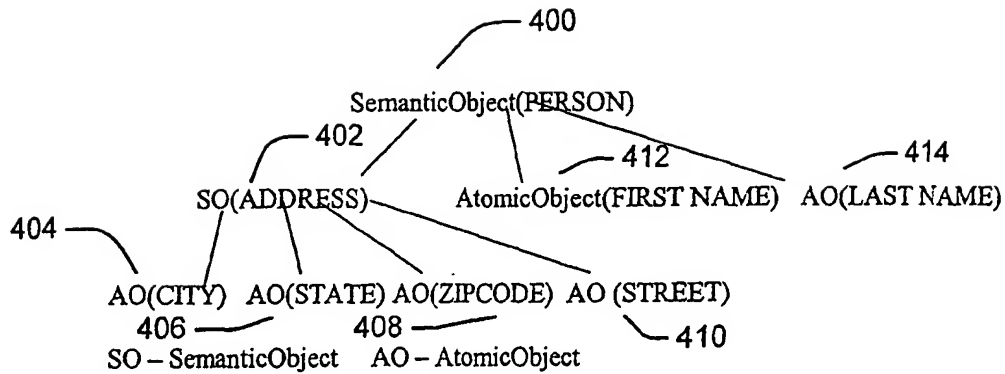 400
SemanticObject(PERSON)
402
412
414
SO(ADDRESS)
AtomicObject(FIRST NAME)
AO(LAST NAME)
404
AO(CITY) AO(STATE) AO(ZIPCODE) AO (STREET)
406
408
410
SO – SemanticObject AO – AtomicObject